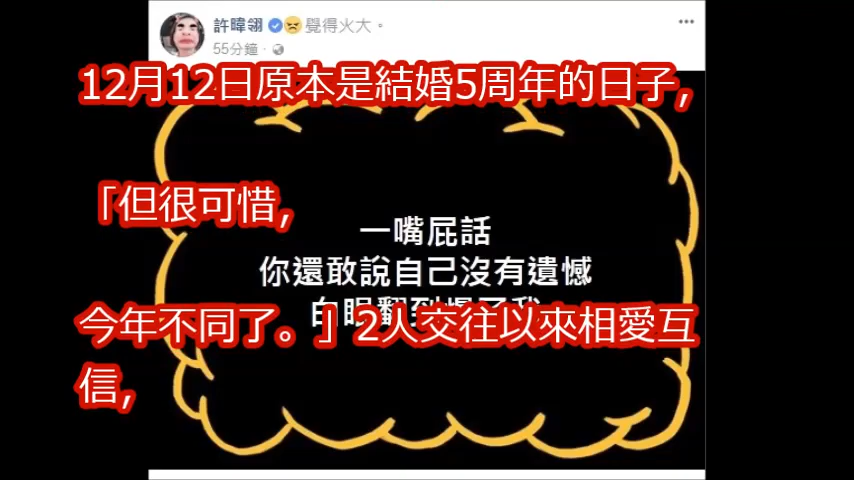 許暐翎 覺得火大。
55分鐘
12月12日原本是結婚5周年的日子,
「但很可惜,
一嘴屁話
你還敢說自己沒有遺憾
今年不同了。」2人交往以來相愛互
信,